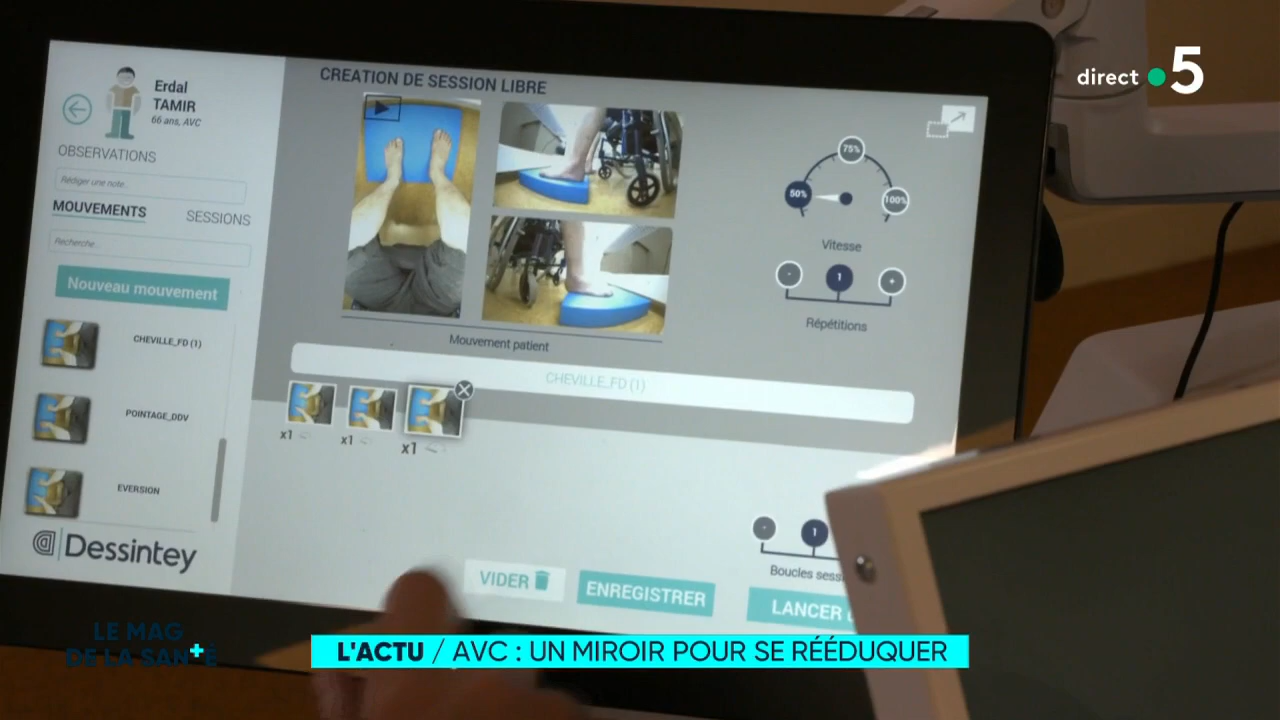 Erdal
TAMIR
66 ans, AVC
OBSERVATIONS
Rédiger une note...
MOUVEMENTS
SESSIONS
Recherche...
Nouveau mouvement
CHEVILLE_FD (1)
POINTAGE_DDV
EVERSION
Dessintey
CREATION DE SESSION LIBRE
Mouvement patient
CHEVILLE_FD (1)
x1
x1
x1
50%
75%
100%
Vitesse
-
1
+
Répétitions
-
1
Boucles sess
VIDER
ENREGISTRER
LANCER
direct 5
LE MAG
DE LA SANTÉ
L'ACTU / AVC : UN MIROIR POUR SE RÉÉDUQUER